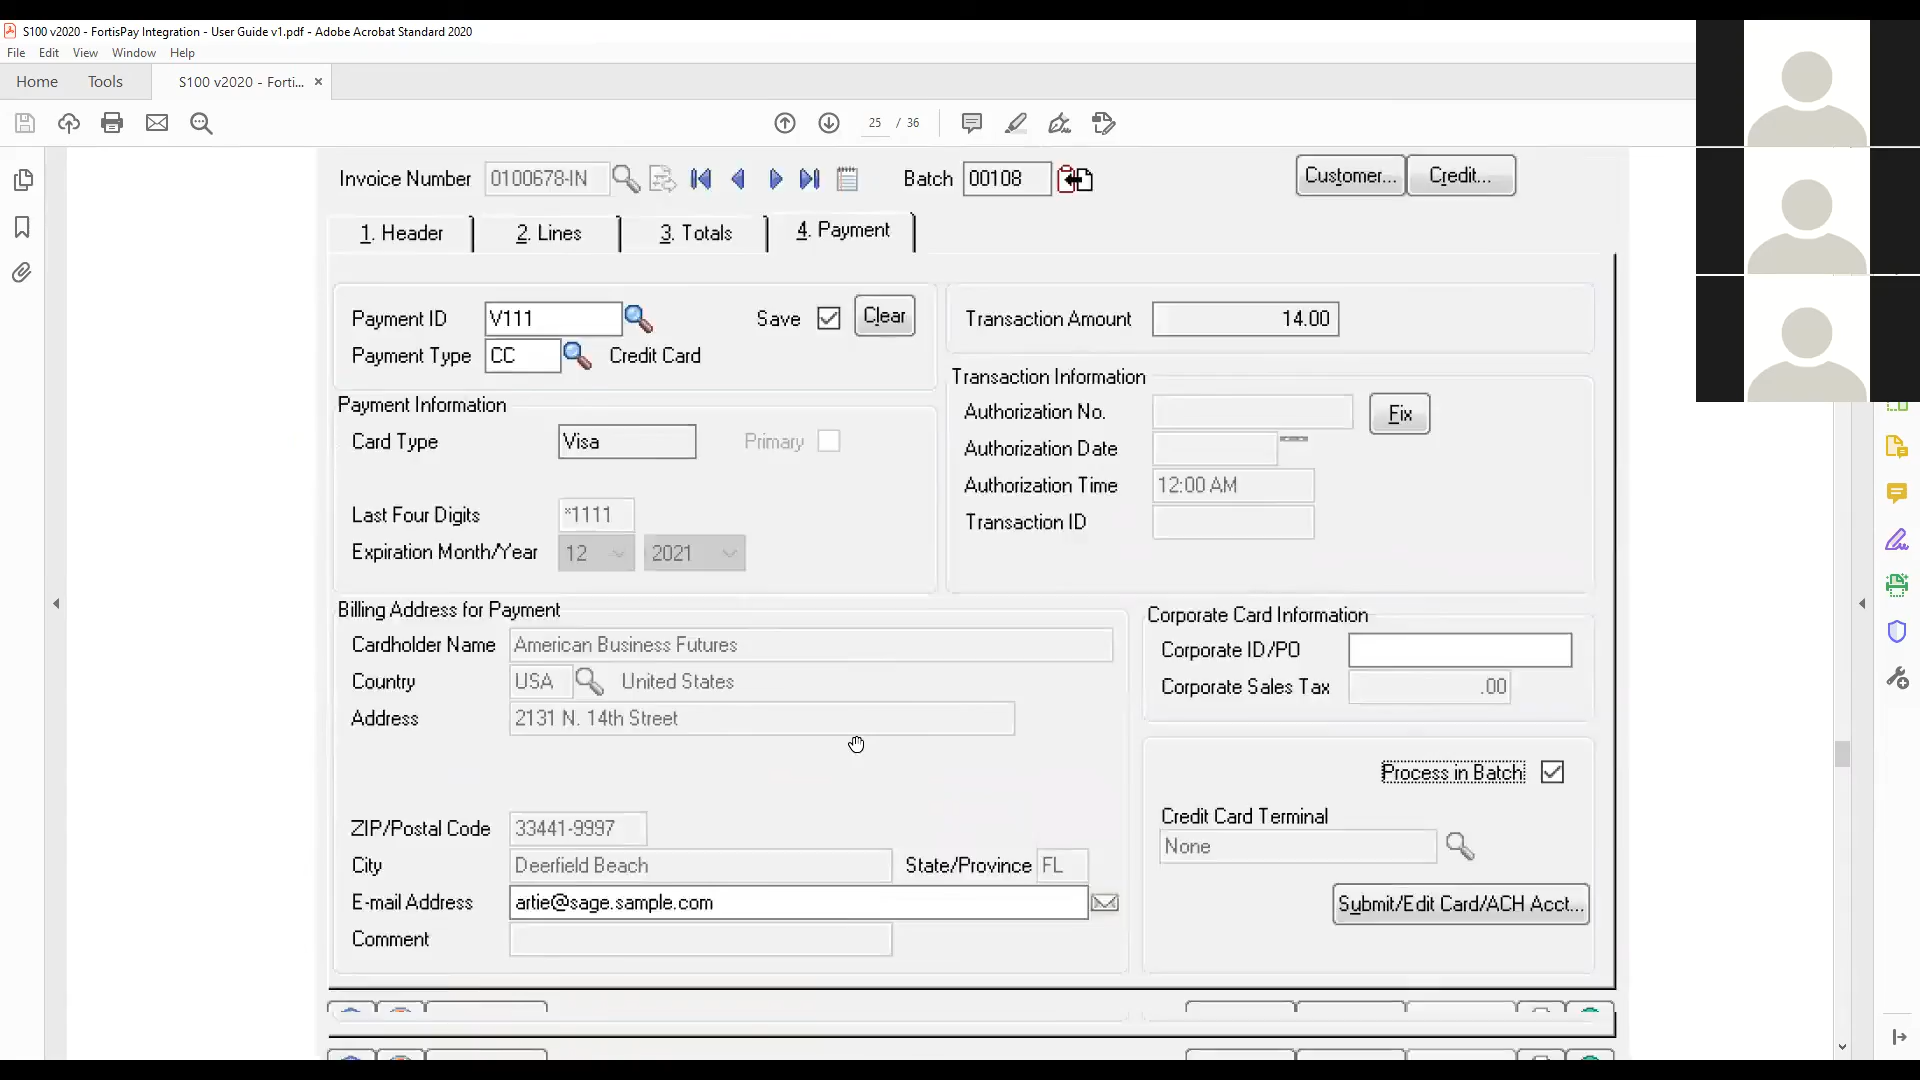 S100 v2020 - FortisPay Integration - User Guide v1.pdf - Adobe Acrobat Standard 2020
File Edit View Window Help
Home Tools S100 v2020 - Forti... ×
25 / 36
Invoice Number 0100678-IN Batch 00108 Customer... Credit...
1. Header 2. Lines 3. Totals 4. Payment
Payment ID V111 Save Clear Transaction Amount 14.00
Payment Type CC Credit Card
Transaction Information
Payment Information
Authorization No. Fix
Card Type Visa Primary
Authorization Date
Authorization Time 12:00 AM
Last Four Digits *1111 Transaction ID
Expiration Month/Year 12 2021
Billing Address for Payment Corporate Card Information
Cardholder Name American Business Futures Corporate ID/PO
Country USA United States Corporate Sales Tax .00
Address 2131 N. 14th Street
Process in Batch
Credit Card Terminal
ZIP/Postal Code 33441-9997 None
City Deerfield Beach State/Province FL
E-mail Address artie@sage.sample.com Submit/Edit Card/ACH Acct...
Comment